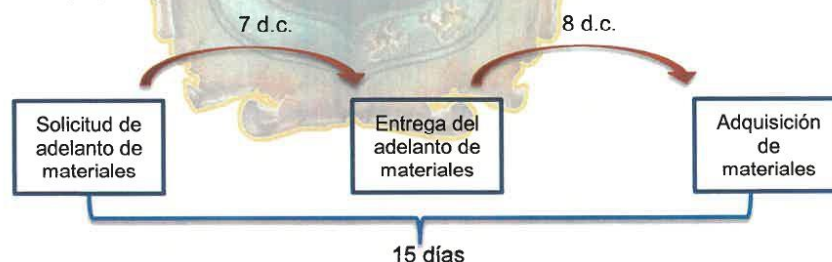 7 d.c.
8 d.c.
Solicitud de
adelanto de
materiales
Entrega del
adelanto de
materiales
Adquisición
de
materiales
15 días